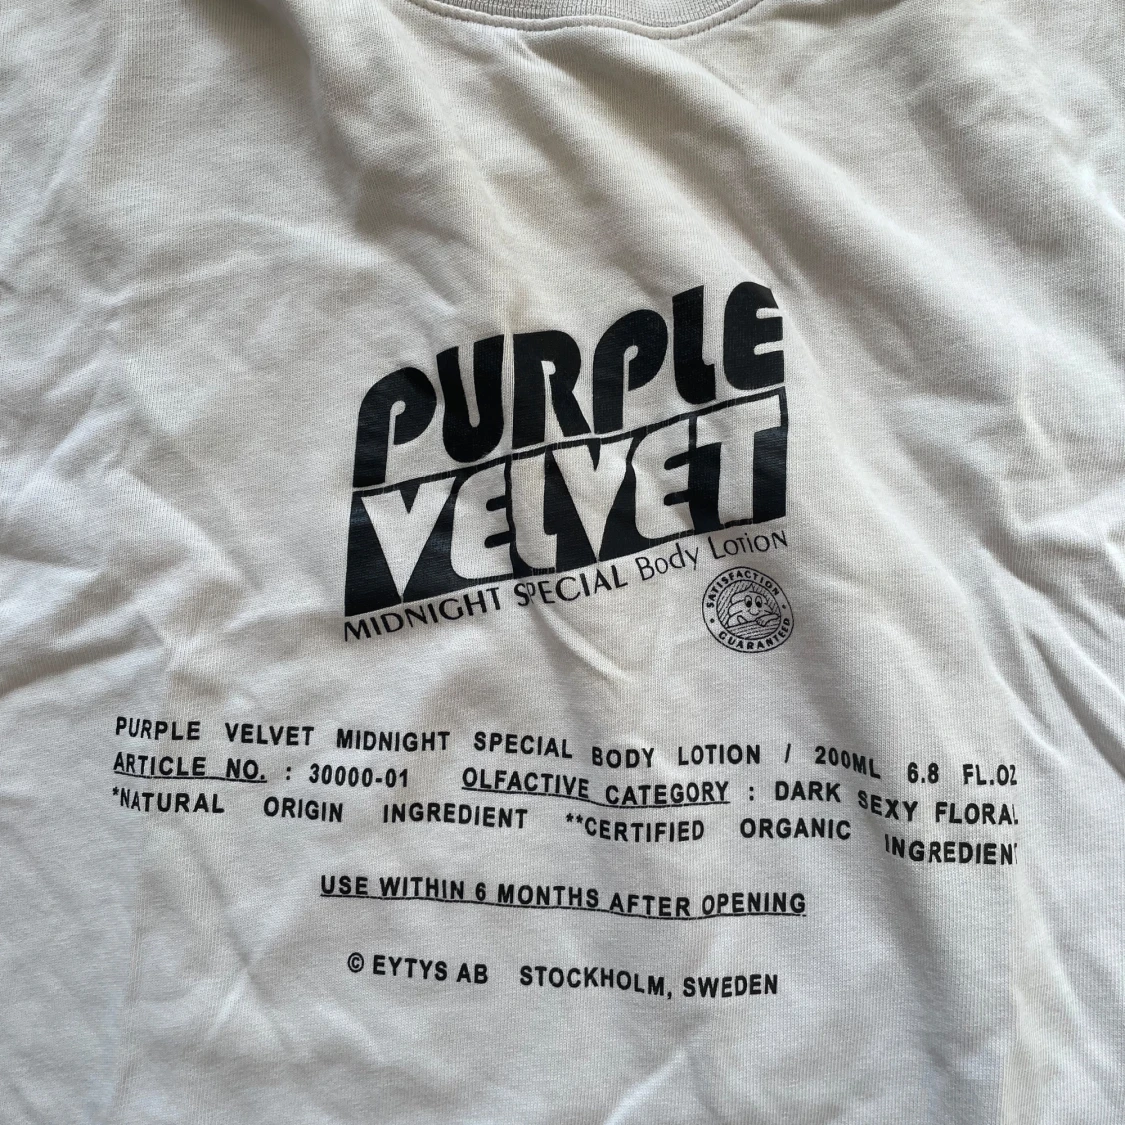 PURPLE
VELVET
MIDNIGHT SPECIAL Body Lotion
SATISFACTION
GUARANTEED
PURPLE VELVET MIDNIGHT SPECIAL BODY LOTION / 200ML 6.8 FL.OZ
ARTICLE NO. : 30000-01 OLFACTIVE CATEGORY : DARK SEXY FLORAL
*NATURAL ORIGIN INGREDIENT **CERTIFIED ORGANIC INGREDIENT
USE WITHIN 6 MONTHS AFTER OPENING
© EYTYS AB STOCKHOLM, SWEDEN